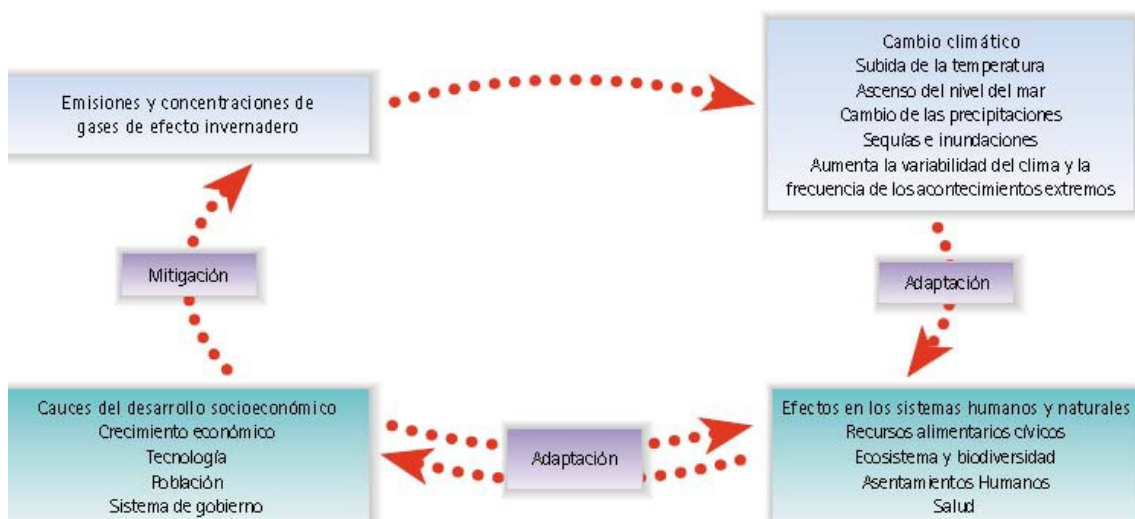 Emisiones y concentraciones de
gases de efecto invernadero
Cambio climático
Subida de la temperatura
Ascenso del nivel del mar
Cambio de las precipitaciones
Sequías e inundaciones
Aumenta la variabilidad del clima y la
frecuencia de los acontecimientos extremos
Mitigación
Adaptación
Cauces del desarrollo socioeconómico
Crecimiento económico
Tecnología
Población
Sistema de gobierno
Adaptación
Efectos en los sistemas humanos y naturales
Recursos alimentarios cívicos
Ecosistema y biodiversidad
Asentamientos Humanos
Salud